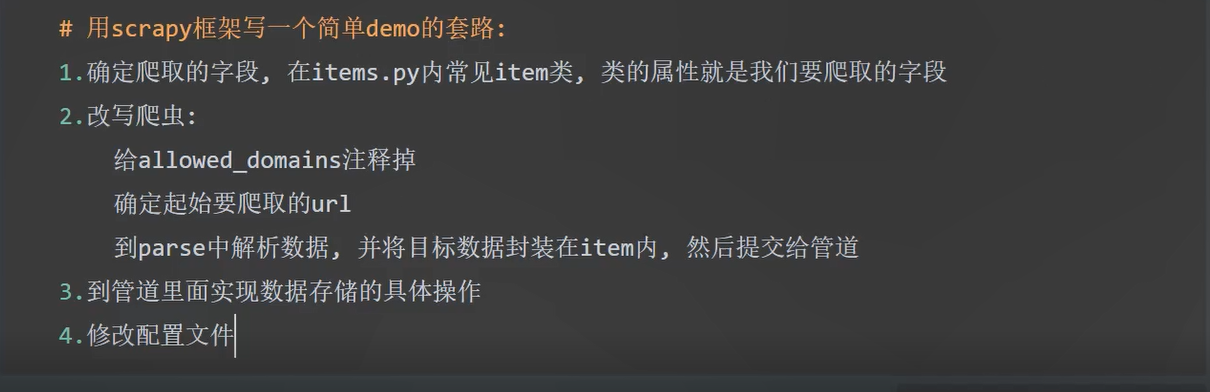 # 用scrapy框架写一个简单demo的套路:
1.确定爬取的字段, 在items.py内常见item类, 类的属性就是我们要爬取的字段
2.改写爬虫:
给allowed_domains注释掉
确定起始要爬取的url
到parse中解析数据, 并将目标数据封装在item内, 然后提交给管道
3.到管道里面实现数据存储的具体操作
4.修改配置文件